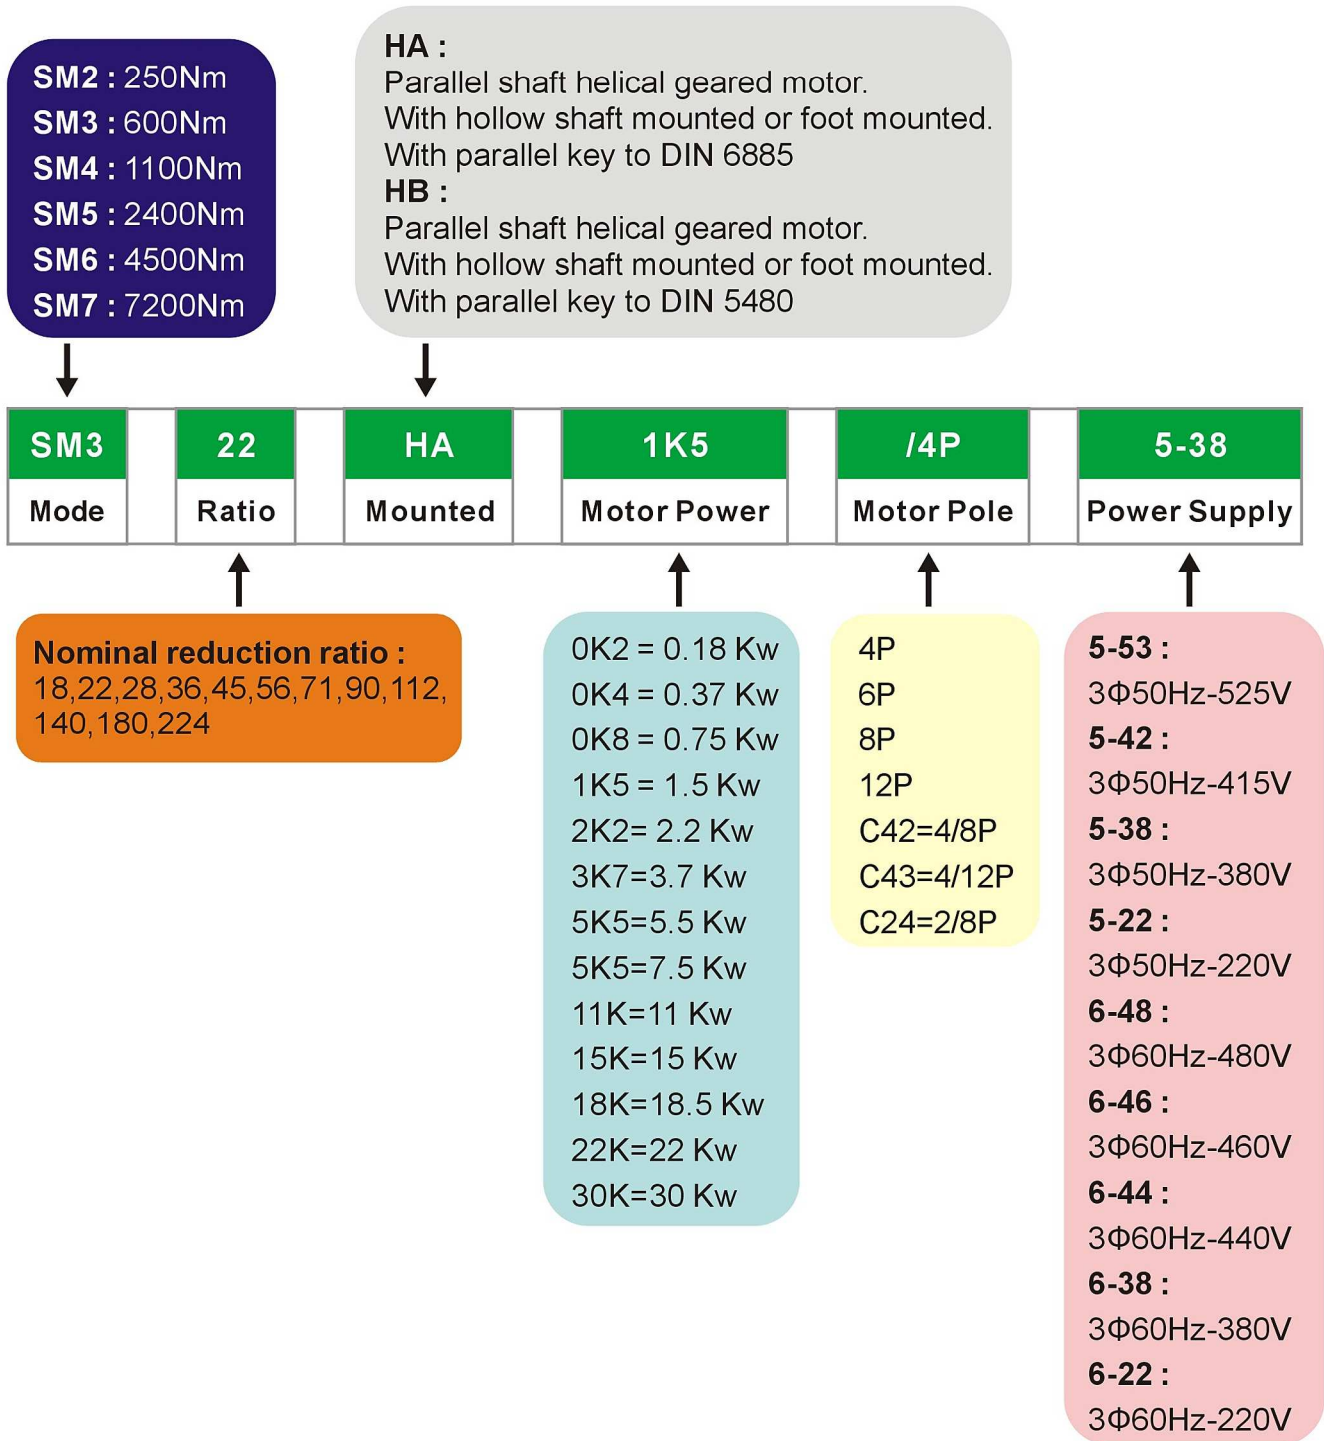 SM2 : 250Nm
SM3 : 600Nm
SM4 : 1100Nm
SM5 : 2400Nm
SM6 : 4500Nm
SM7 : 7200Nm
HA :
Parallel shaft helical geared motor.
With hollow shaft mounted or foot mounted.
With parallel key to DIN 6885
HB :
Parallel shaft helical geared motor.
With hollow shaft mounted or foot mounted.
With parallel key to DIN 5480
SM3 22 HA 1K5 /4P 5-38
Mode Ratio Mounted Motor Power Motor Pole Power Supply
Nominal reduction ratio :
18,22,28,36,45,56,71,90,112,
140,180,224
0K2 = 0.18 Kw
0K4 = 0.37 Kw
0K8 = 0.75 Kw
1K5 = 1.5 Kw
2K2= 2.2 Kw
3K7=3.7 Kw
5K5=5.5 Kw
5K5=7.5 Kw
11K=11 Kw
15K=15 Kw
18K=18.5 Kw
22K=22 Kw
30K=30 Kw
4P
6P
8P
12P
C42=4/8P
C43=4/12P
C24=2/8P
5-53 :
3Φ50Hz-525V
5-42 :
3Φ50Hz-415V
5-38 :
3Φ50Hz-380V
5-22 :
3Φ50Hz-220V
6-48 :
3Φ60Hz-480V
6-46 :
3Φ60Hz-460V
6-44 :
3Φ60Hz-440V
6-38 :
3Φ60Hz-380V
6-22 :
3Φ60Hz-220V